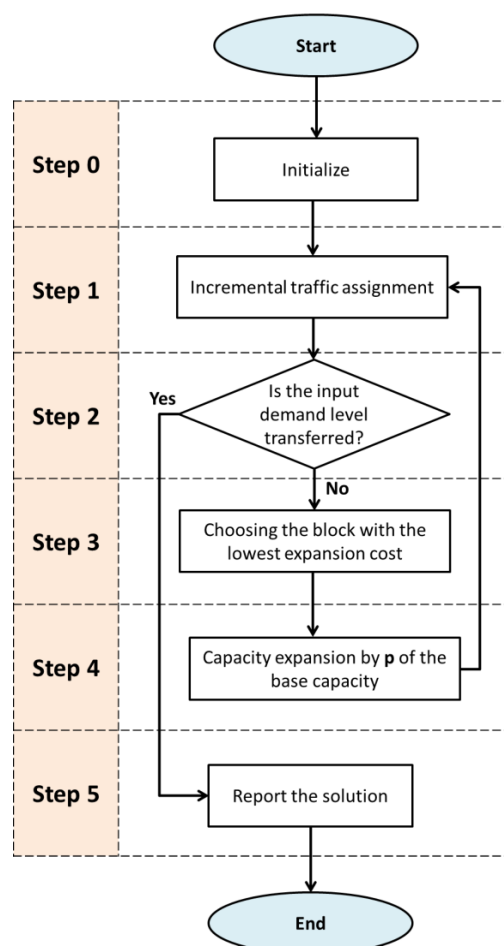 Start
Step 0
Initialize
Step 1
Incremental traffic assignment
Step 2
Yes
Is the input
demand level
transferred?
No
Step 3
Choosing the block with the
lowest expansion cost
Step 4
Capacity expansion by p of the
base capacity
Step 5
Report the solution
End